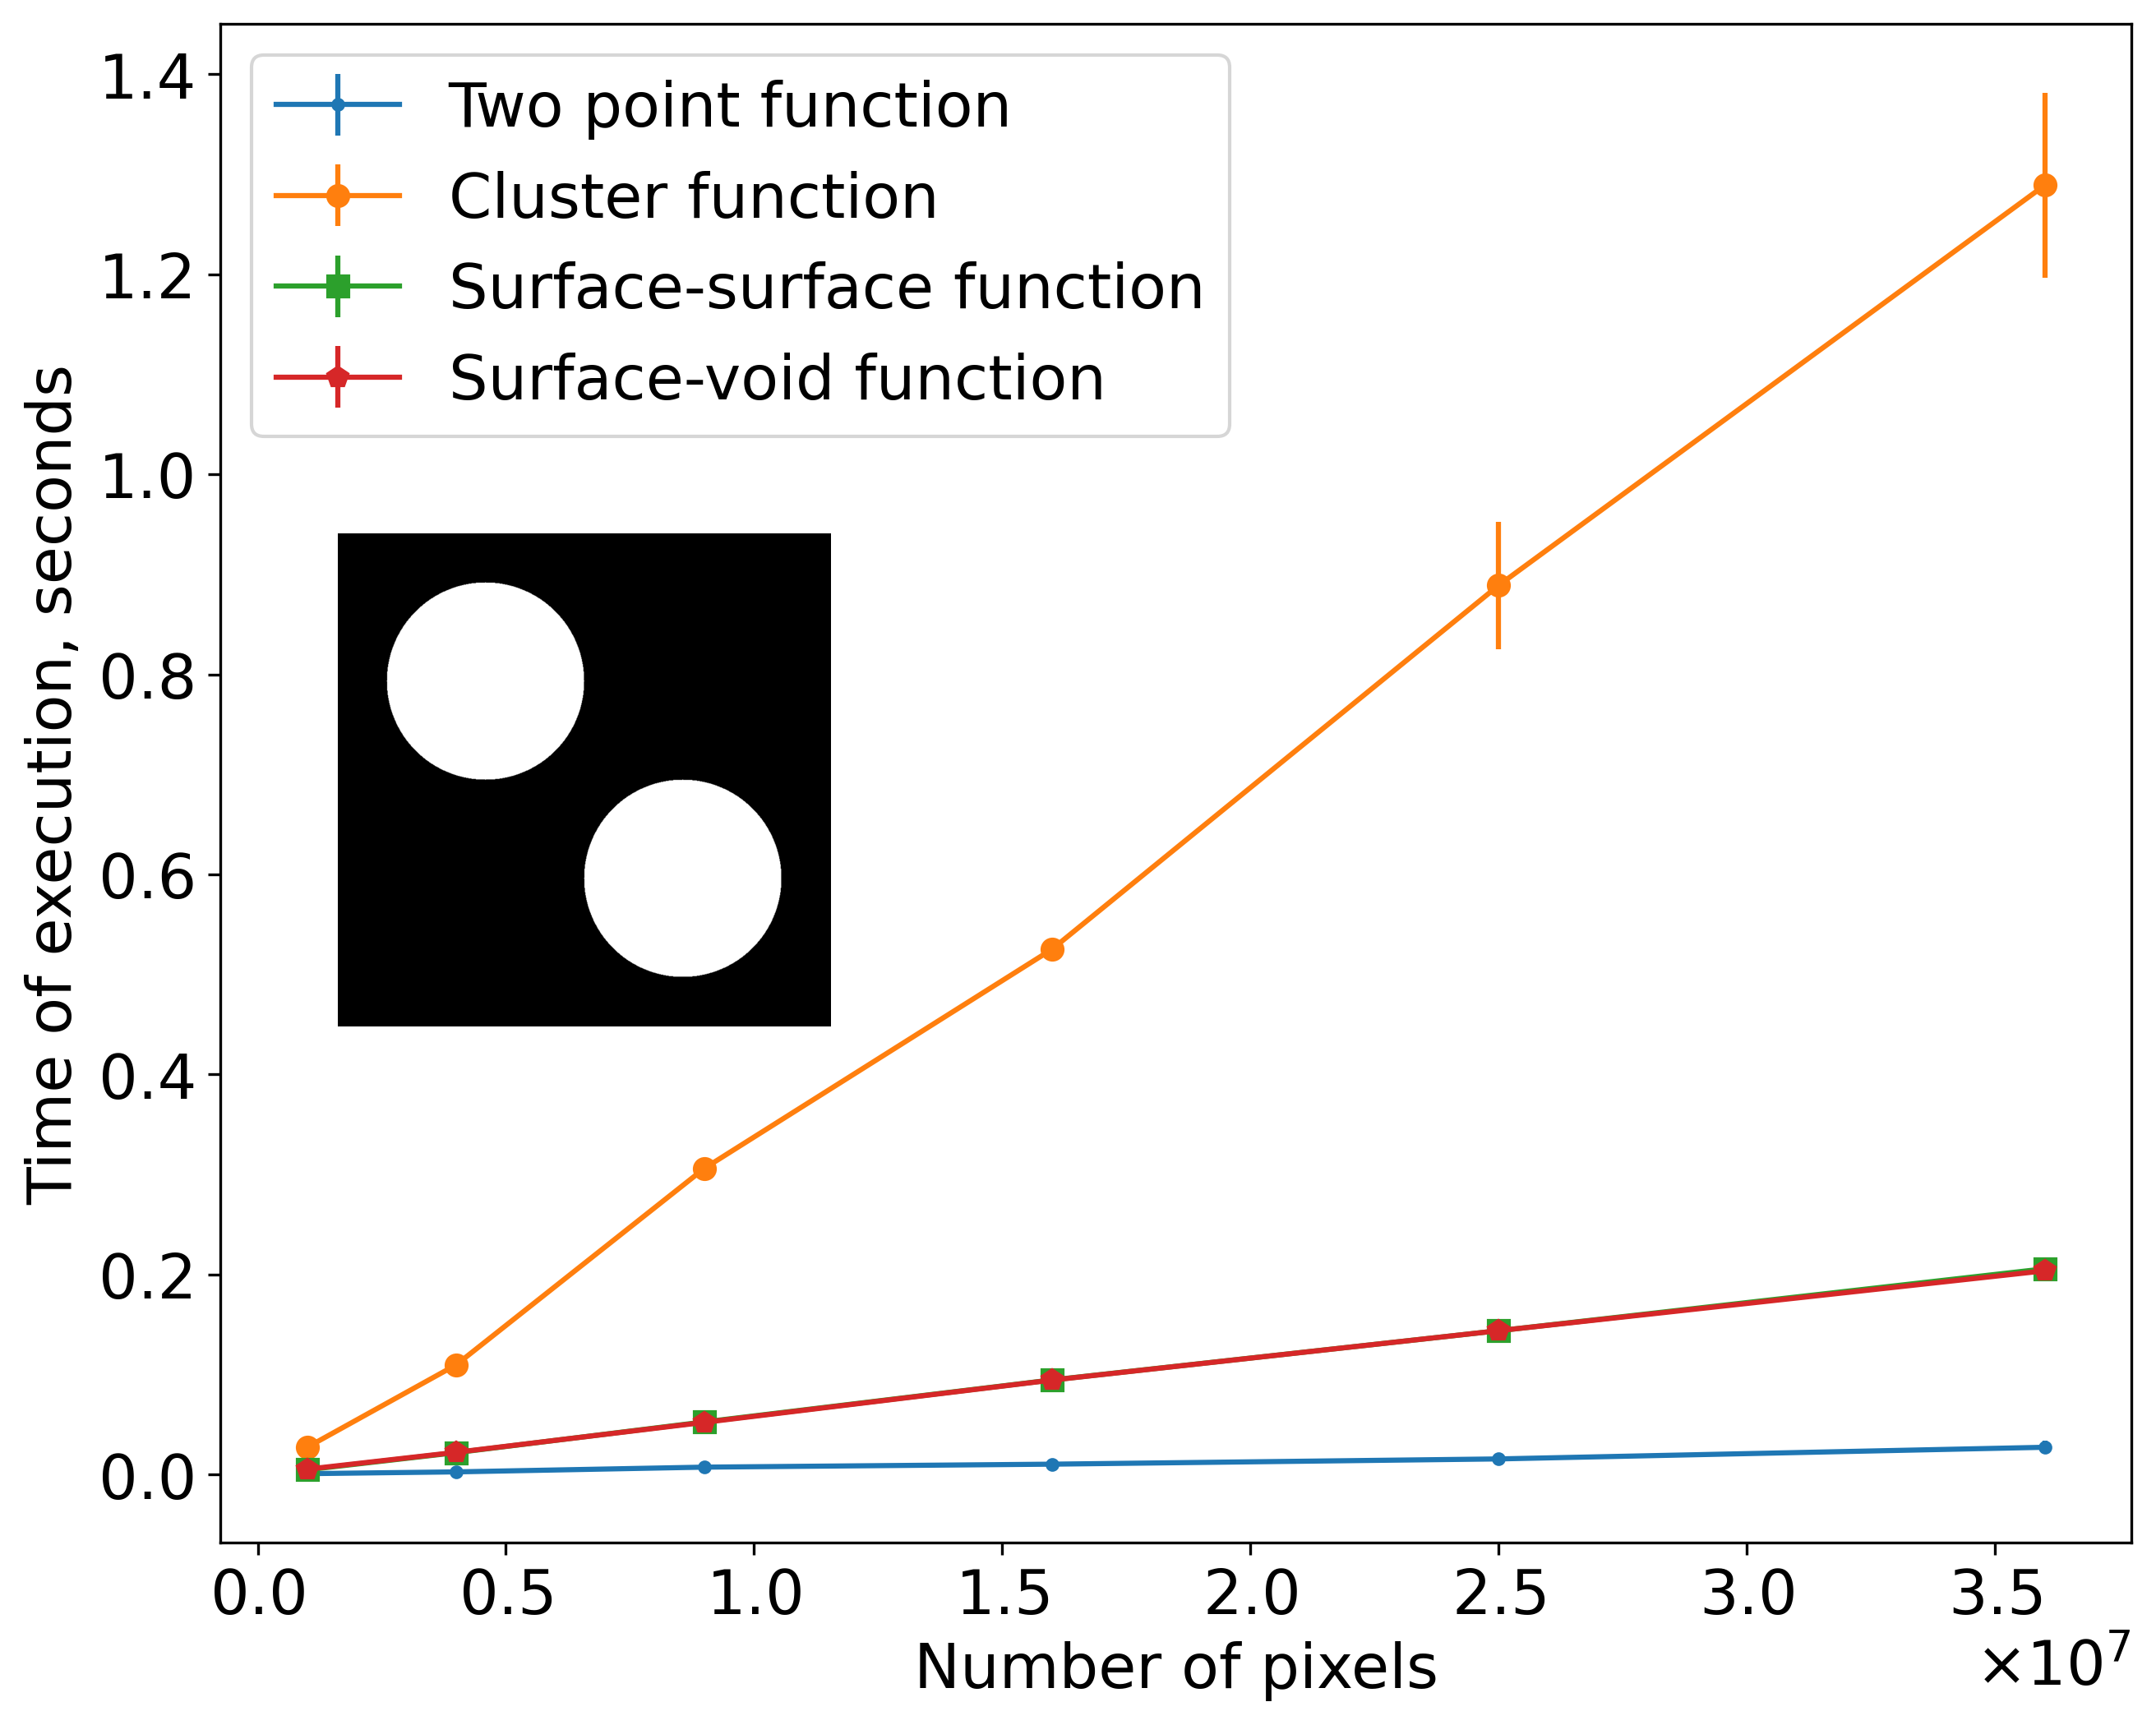 Two point function
Cluster function
Surface-surface function
Surface-void function
Time of execution, seconds
1.4
1.2
1.0
0.8
0.6
0.4
0.2
0.0
0.0 0.5 1.0 1.5 2.0 2.5 3.0 3.5
Number of pixels
×10⁷